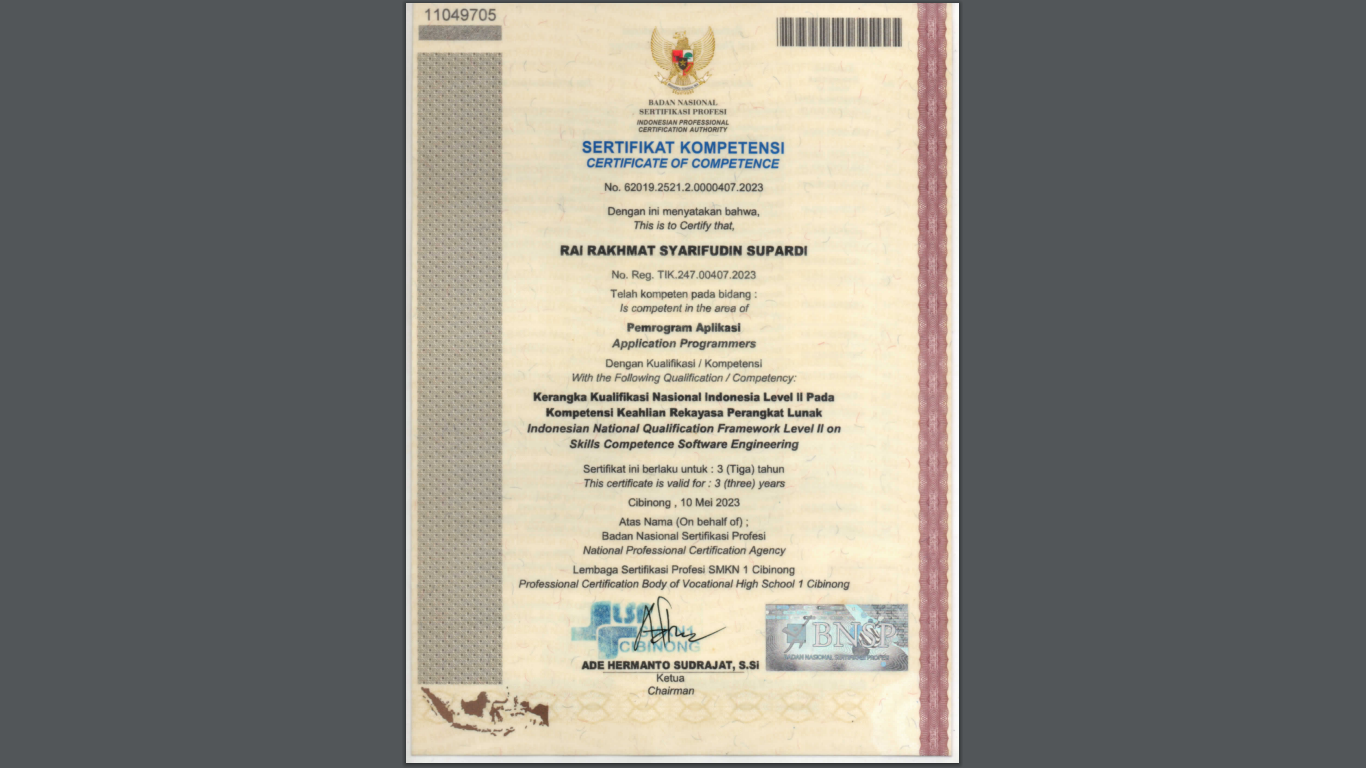 11049705
BADAN NASIONAL
SERTIFIKASI PROFESI
INDONESIAN PROFESSIONAL
CERTIFICATION AUTHORITY
SERTIFIKAT KOMPETENSI
CERTIFICATE OF COMPETENCE
No. 62019.2521.2.0000407.2023
Dengan ini menyatakan bahwa,
This is to Certify that,
RAI RAKHMAT SYARIFUDIN SUPARDI
No. Reg. TIK.247.00407.2023
Telah kompeten pada bidang :
Is competent in the area of
Pemrogram Aplikasi
Application Programmers
Dengan Kualifikasi / Kompetensi
With the Following Qualification / Competency:
Kerangka Kualifikasi Nasional Indonesia Level II Pada
Kompetensi Keahlian Rekayasa Perangkat Lunak
Indonesian National Qualification Framework Level II on
Skills Competence Software Engineering
Sertifikat ini berlaku untuk : 3 (Tiga) tahun
This certificate is valid for : 3 (three) years
Cibinong , 10 Mei 2023
Atas Nama (On behalf of) ;
Badan Nasional Sertifikasi Profesi
National Professional Certification Agency
Lembaga Sertifikasi Profesi SMKN 1 Cibinong
Professional Certification Body of Vocational High School 1 Cibinong
LSP
CIBINONG
BNSP
BADAN NASIONAL SERTIFIKASI PROFESI
ADE HERMANTO SUDRAJAT, S.Si
Ketua
Chairman